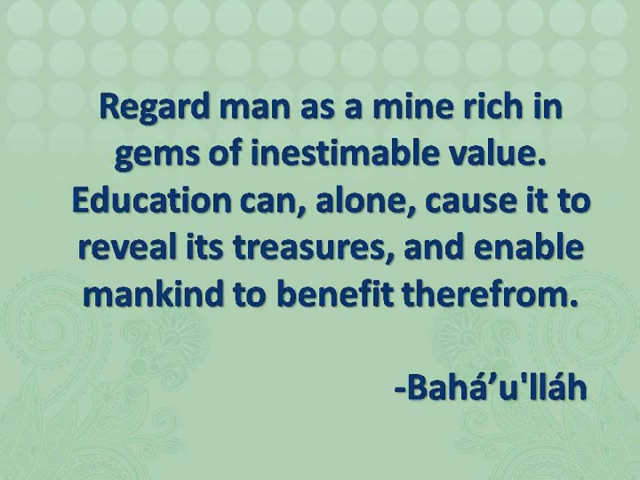 Regard man as a mine rich in
gems of inestimable value.
Education can, alone, cause it to
reveal its treasures, and enable
mankind to benefit therefrom.
-Bahá’u'lláh